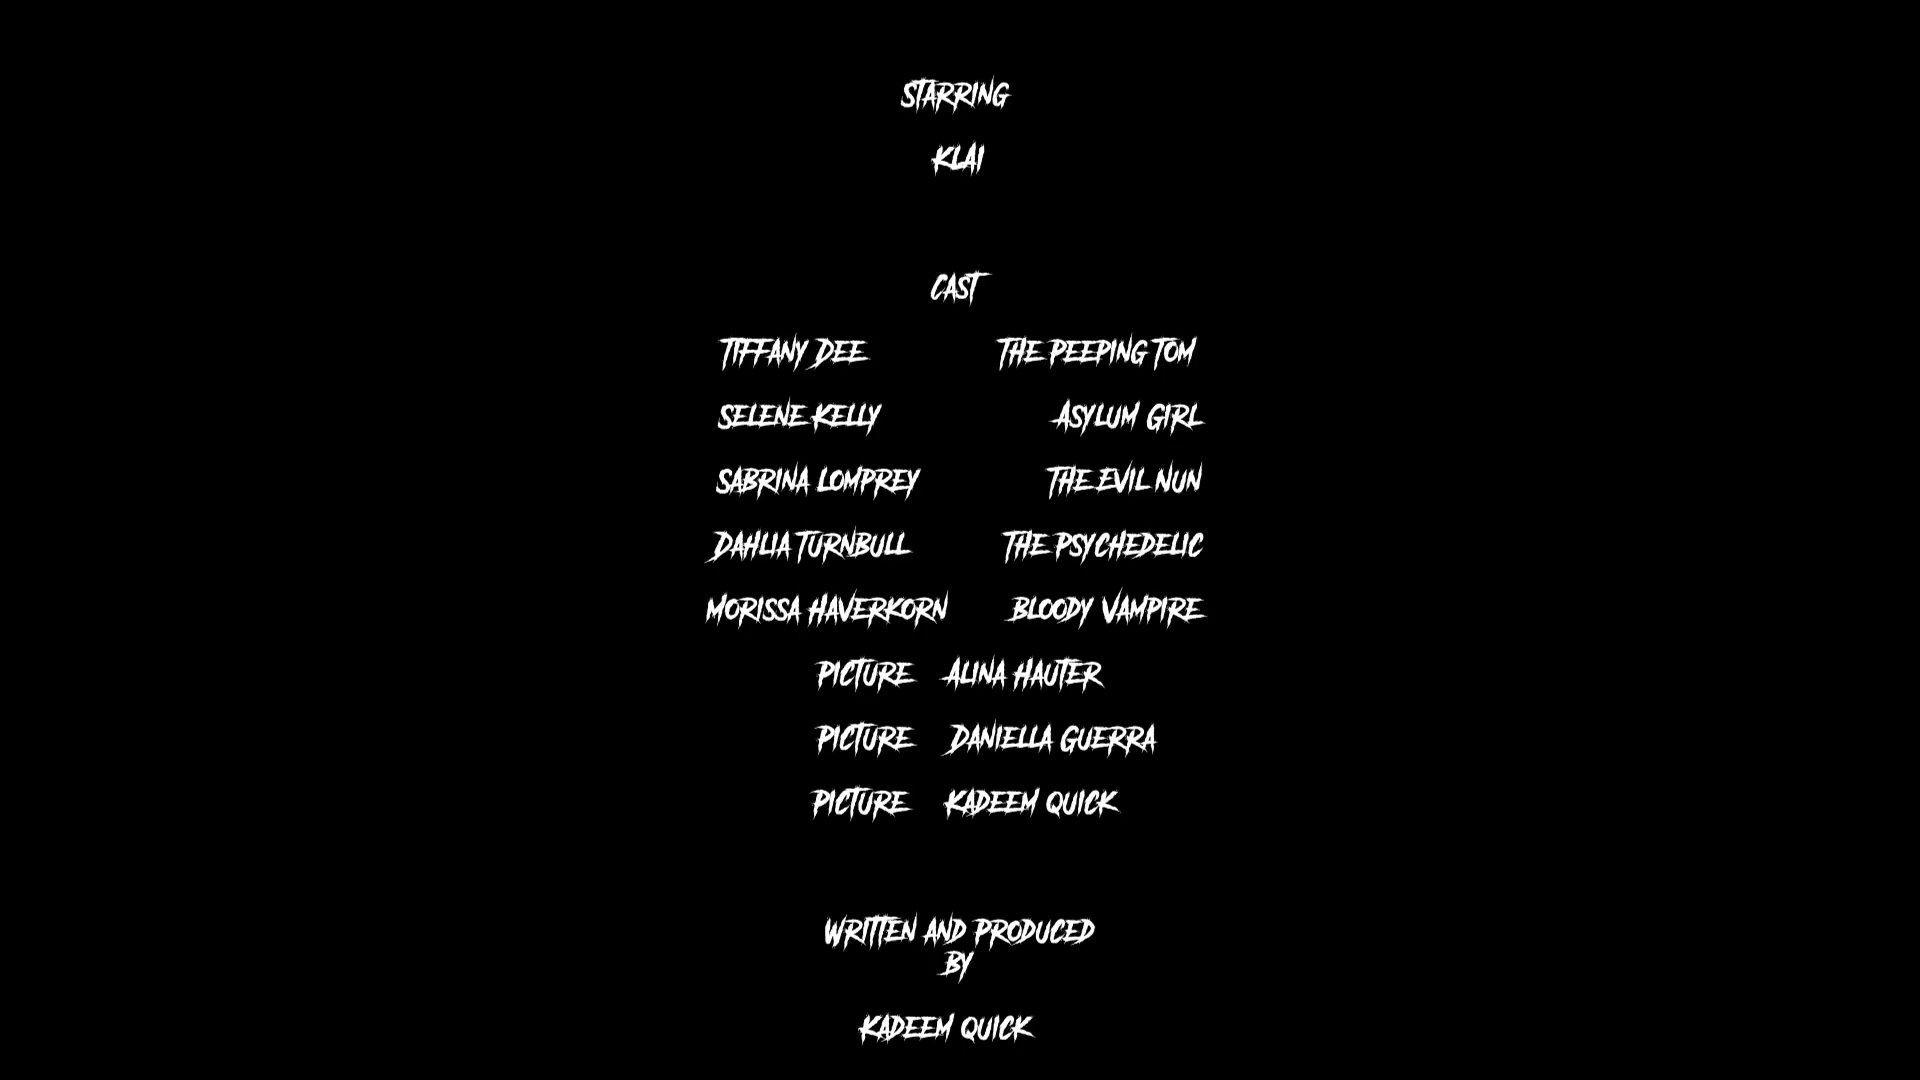 STARRING
KLAI
CAST
TIFFANY DEE THE PEEPING TOM
SELENE KELLY ASYLUM GIRL
SABRINA LOMPREY THE EVIL NUN
DAHLIA TURNBULL THE PSYCHEDELIC
MORISSA HAVERKORN BLOODY VAMPIRE
PICTURE ALINA HAUTER
PICTURE DANIELLA GUERRA
PICTURE KADEEM QUICK
WRITTEN AND PRODUCED
BY
KADEEM QUICK